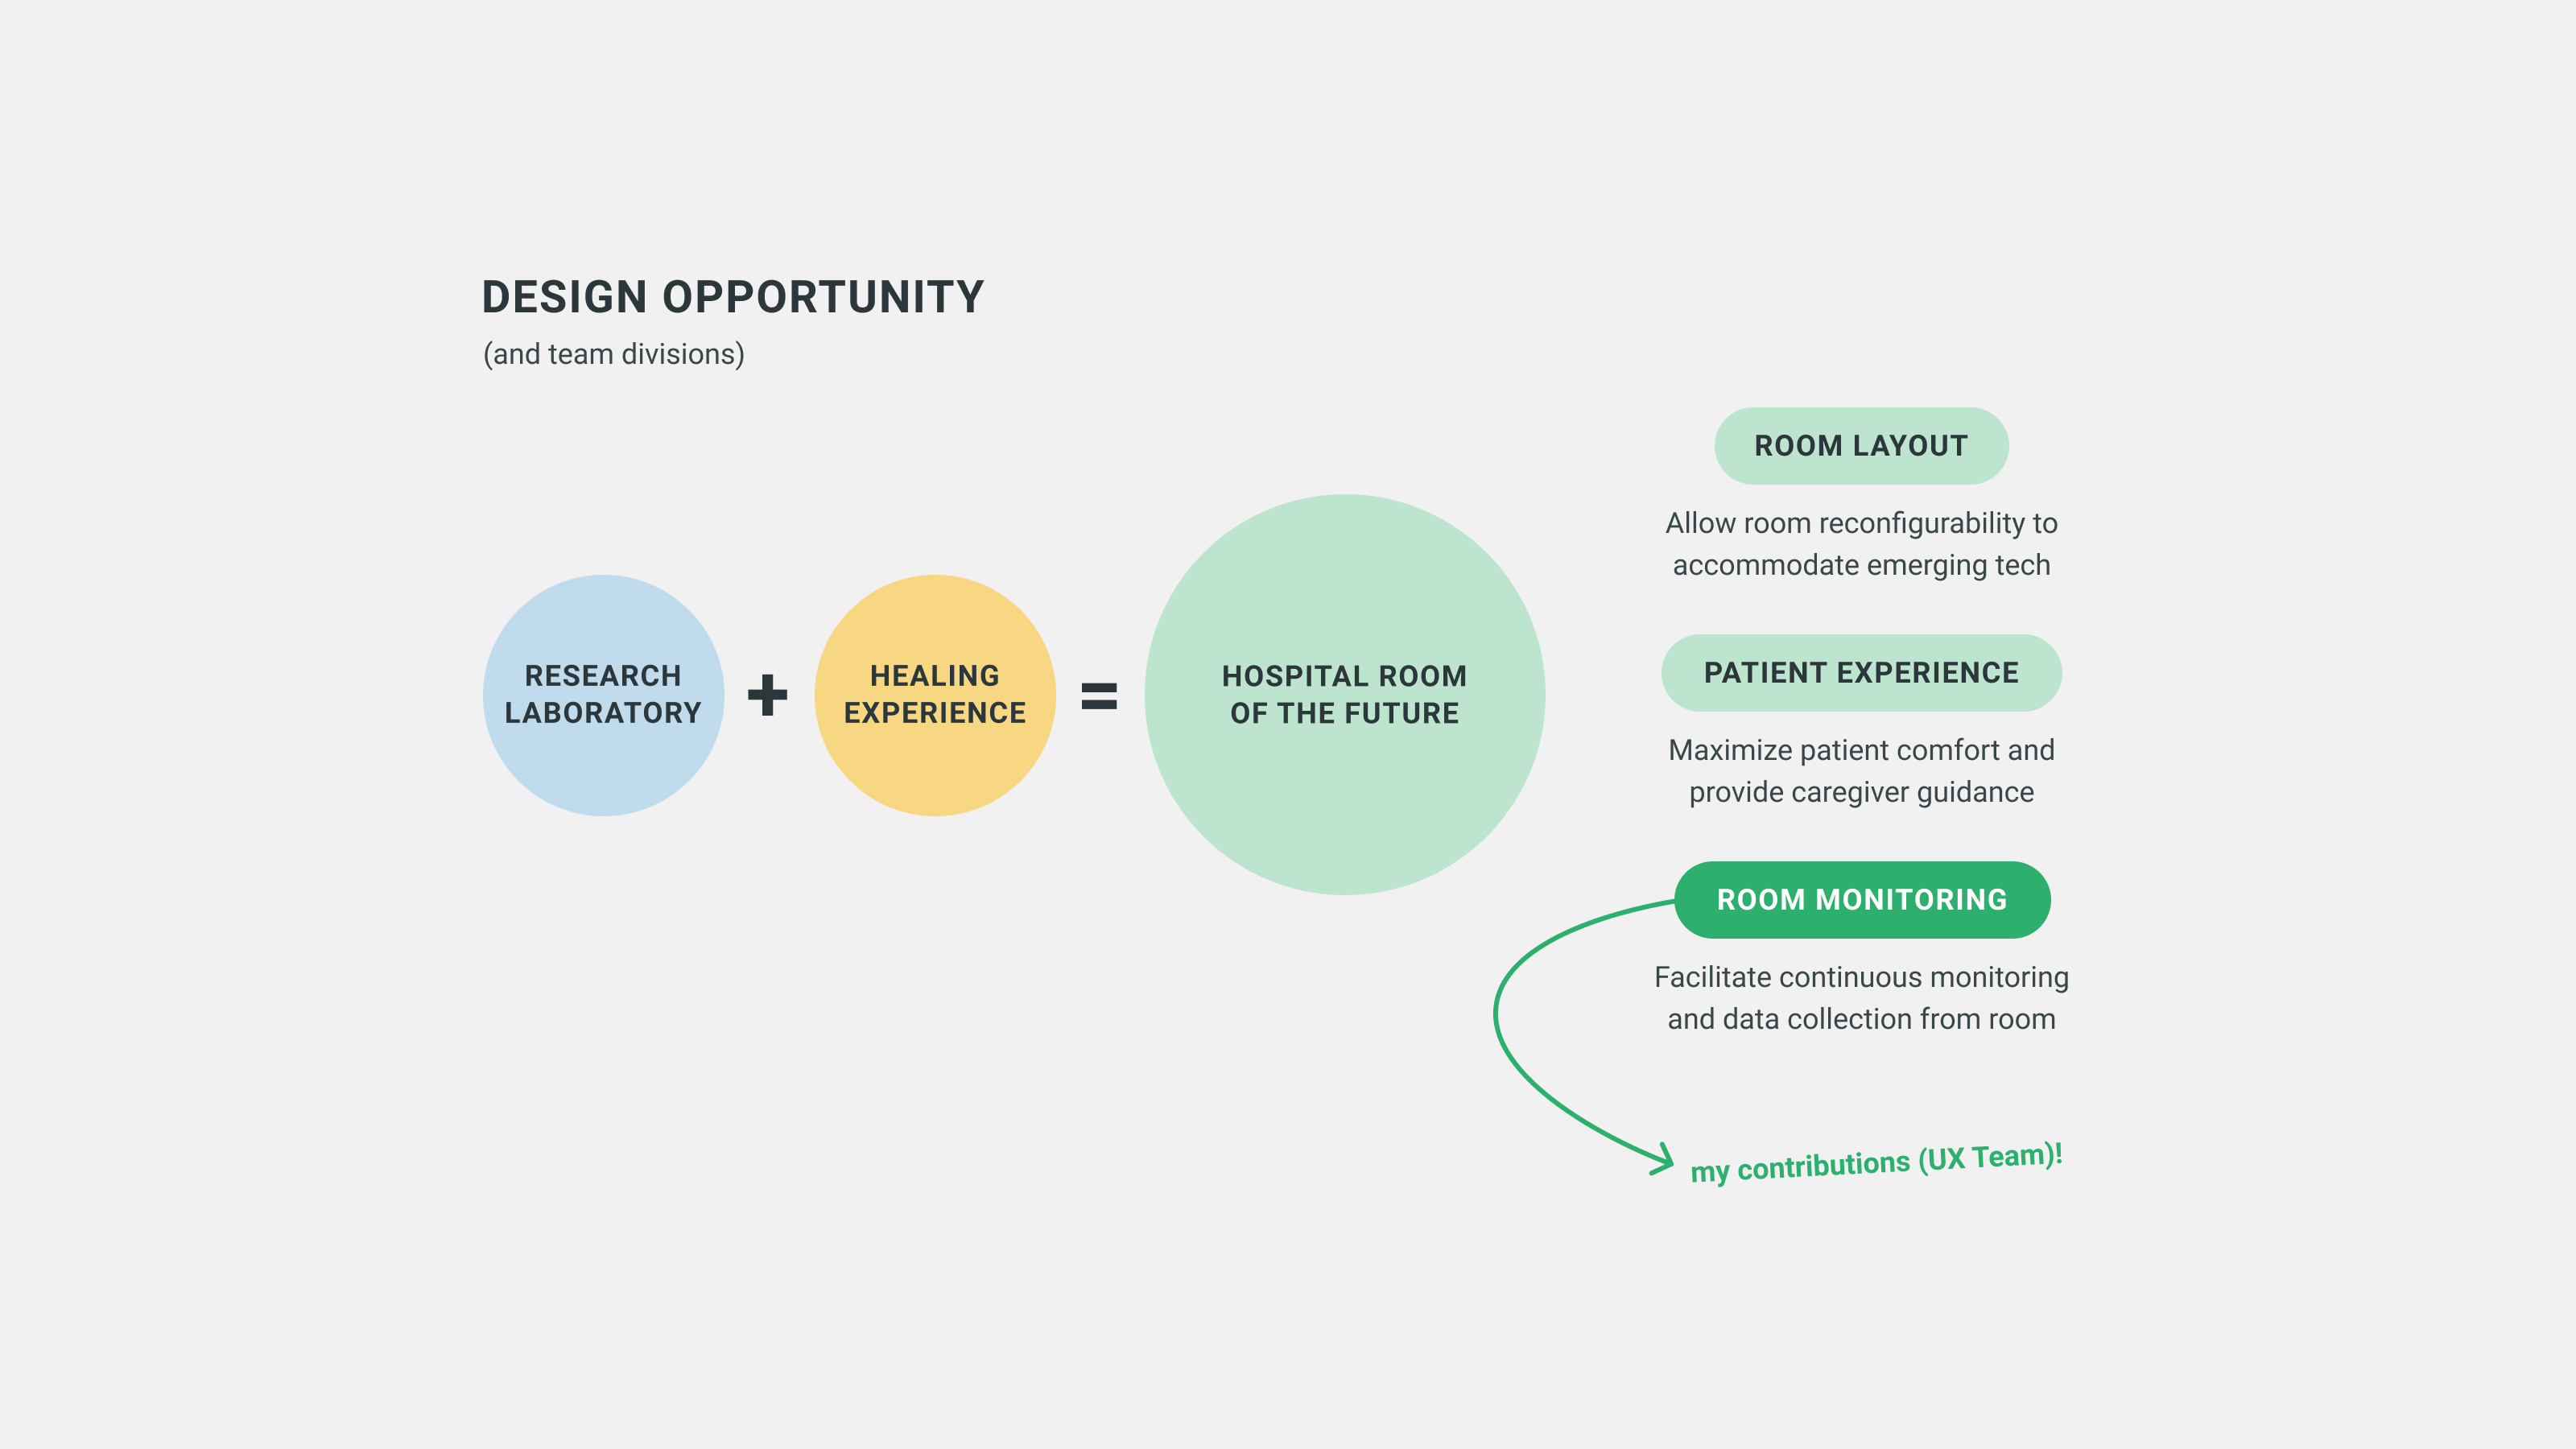 DESIGN OPPORTUNITY
(and team divisions)
RESEARCH
LABORATORY
+
HEALING
EXPERIENCE
=
HOSPITAL ROOM
OF THE FUTURE
ROOM LAYOUT
Allow room reconfigurability to
accommodate emerging tech
PATIENT EXPERIENCE
Maximize patient comfort and
provide caregiver guidance
ROOM MONITORING
Facilitate continuous monitoring
and data collection from room
my contributions (UX Team)!